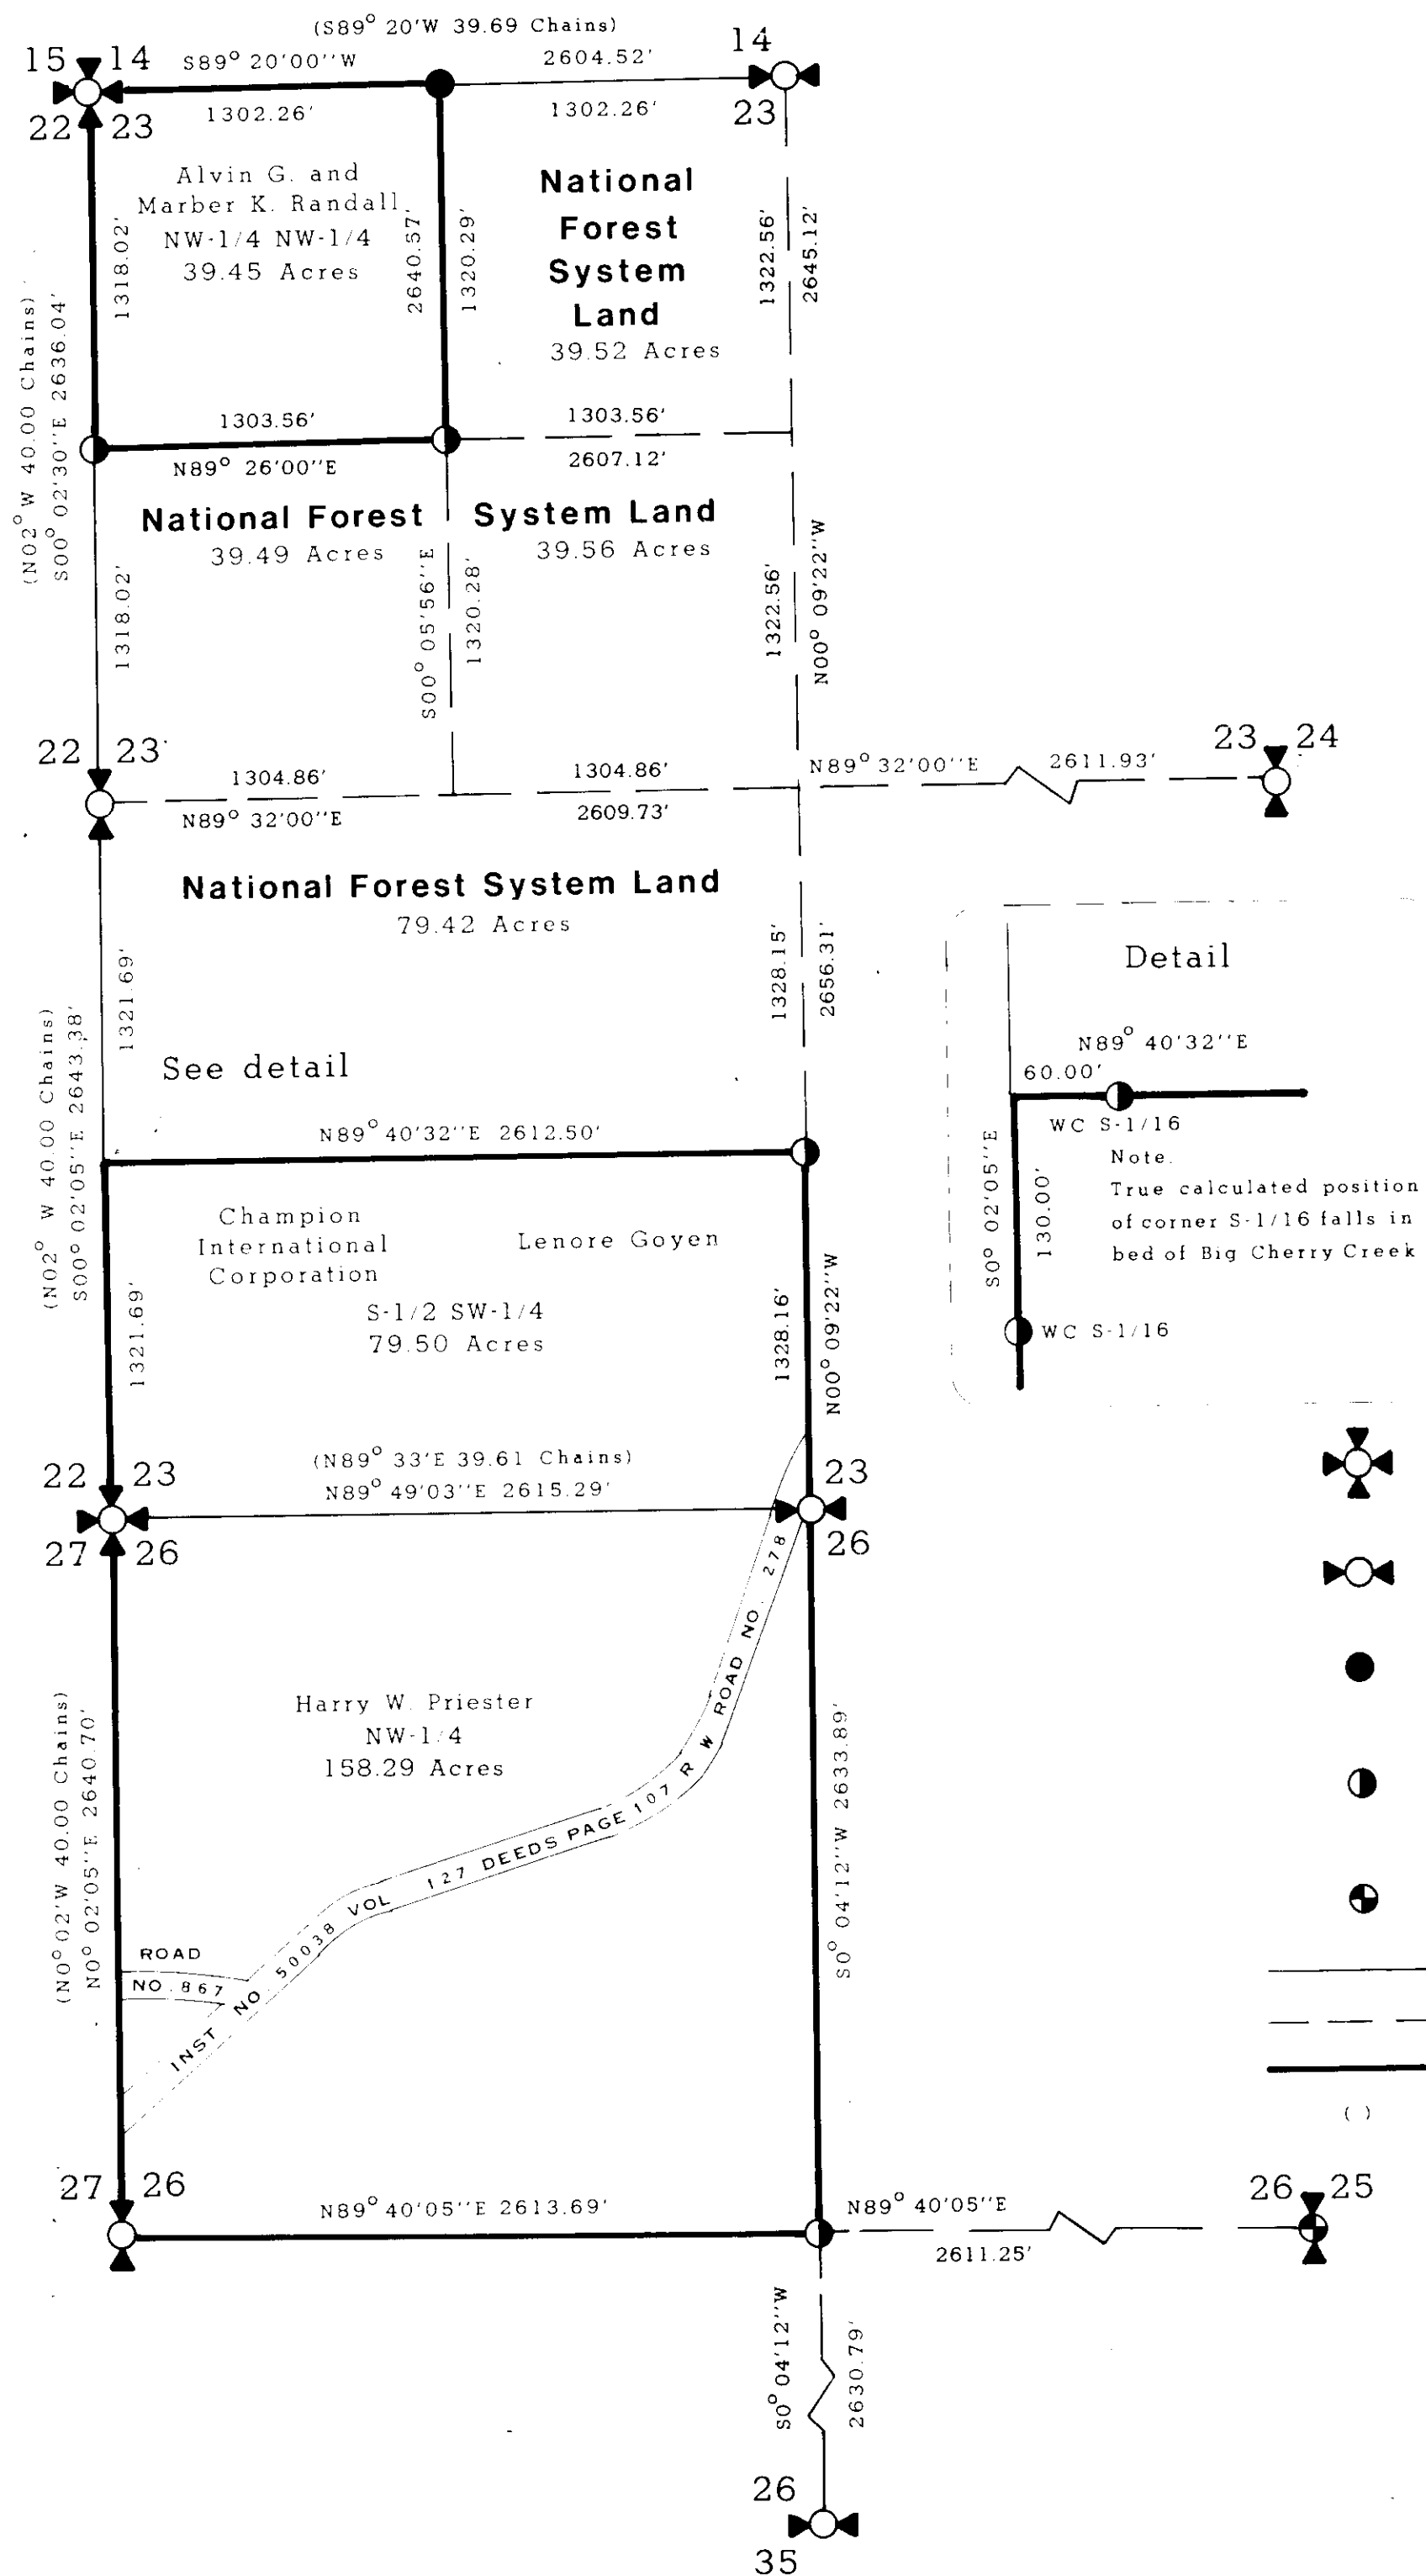 (S89° 20'W 39.69 Chains)
15 14
S89° 20'00''W
2604.52'
14
22 23
1302.26'
1302.26'
23
Alvin G. and
Marber K. Randall
NW-1/4 NW-1/4
39.45 Acres
National
Forest
System
Land
39.52 Acres
1318.02'
2640.57'
1320.29'
1322.56'
2645.12'
(N02° W 40.00 Chains)
S00° 02'30''E 2636.04'
1303.56'
N89° 26'00''E
1303.56'
2607.12'
National Forest System Land
39.49 Acres
39.56 Acres
1318.02'
S00° 05'56''E
1320.28'
1322.56'
N00° 09'22''W
22 23
1304.86'
N89° 32'00''E
1304.86'
2609.73'
N89° 32'00''E
2611.93'
23 24
National Forest System Land
79.42 Acres
1321.69'
1328.15'
2656.31'
(N02° W 40.00 Chains)
S00° 02'05''E 2643.38'
See detail
Detail
N89° 40'32''E
60.00'
WC S-1/16
Note.
True calculated position
of corner S-1/16 falls in
bed of Big Cherry Creek
S0° 02'05''E
130.00'
WC S-1/16
N89° 40'32''E 2612.50'
Champion
International
Corporation
Lenore Goyen
S-1/2 SW-1/4
79.50 Acres
1321.69'
1328.16'
N00° 09'22''W
22 23
(N89° 33'E 39.61 Chains)
N89° 49'03''E 2615.29'
23
27 26
26
Harry W. Priester
NW-1/4
158.29 Acres
(N0° 02'W 40.00 Chains)
N0° 02'05''E 2640.70'
S0° 04'12''W 2633.89'
INST NO. 50038 VOL 127 DEEDS PAGE 107 R W ROAD NO. 278
ROAD
NO. 867
( )
27 26
N89° 40'05''E 2613.69'
N89° 40'05''E
2611.25'
26 25
S0° 04'12''W
2630.79'
26
35